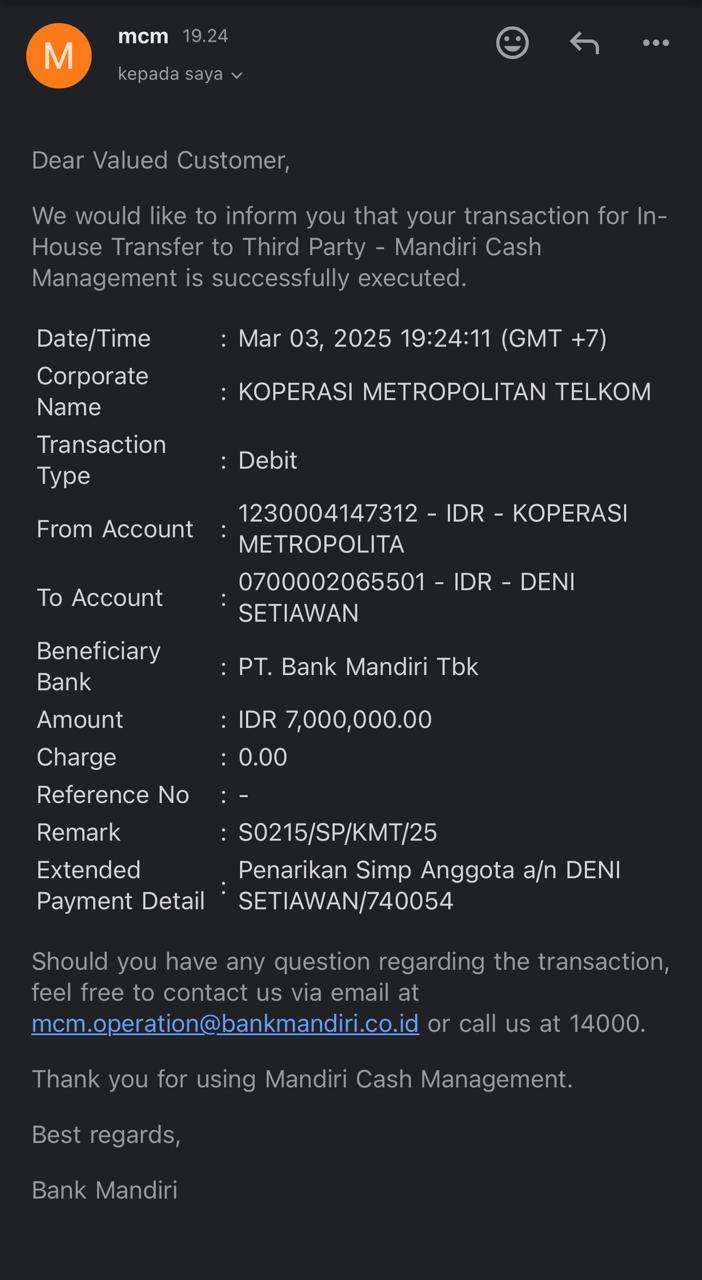 M
mcm 19.24
kepada saya
Dear Valued Customer,
We would like to inform you that your transaction for In-
House Transfer to Third Party - Mandiri Cash
Management is successfully executed.
Date/Time : Mar 03, 2025 19:24:11 (GMT +7)
Corporate
Name : KOPERASI METROPOLITAN TELKOM
Transaction
Type : Debit
From Account : 1230004147312 - IDR - KOPERASI
METROPOLITA
To Account : 0700002065501 - IDR - DENI
SETIAWAN
Beneficiary
Bank : PT. Bank Mandiri Tbk
Amount : IDR 7,000,000.00
Charge : 0.00
Reference No : -
Remark : S0215/SP/KMT/25
Extended
Payment Detail : Penarikan Simp Anggota a/n DENI
SETIAWAN/740054
Should you have any question regarding the transaction,
feel free to contact us via email at
mcm.operation@bankmandiri.co.id or call us at 14000.
Thank you for using Mandiri Cash Management.
Best regards,
Bank Mandiri